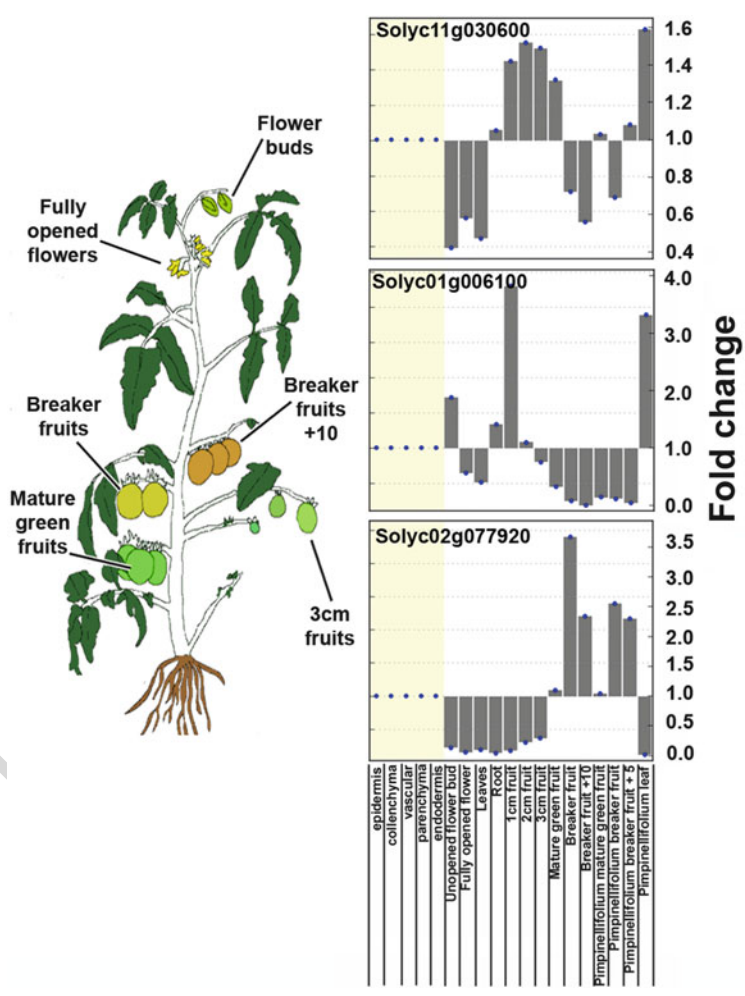 Flower
buds
Fully
opened
flowers
Breaker
fruits
Breaker
fruits
+10
Mature
green
fruits
3cm
fruits
Solyc11g030600
1.6
1.4
1.2
1.0
0.8
0.6
0.4
Solyc01g006100
4.0
3.0
2.0
1.0
0.0
Solyc02g077920
3.5
3.0
2.5
2.0
1.5
1.0
0.5
0.0
Fold change
epidermis
collenchyma
vascular
parenchyma
endodermis
Unopened flower bud
Fully opened flower
Leaves
Root
1cm fruit
2cm fruit
3cm fruit
Mature green fruit
Breaker fruit
Breaker fruit +10
Pimpinellifolium mature green fruit
Pimpinellifolium breaker fruit
Pimpinellifolium breaker fruit + 5
Pimpinellifolium leaf